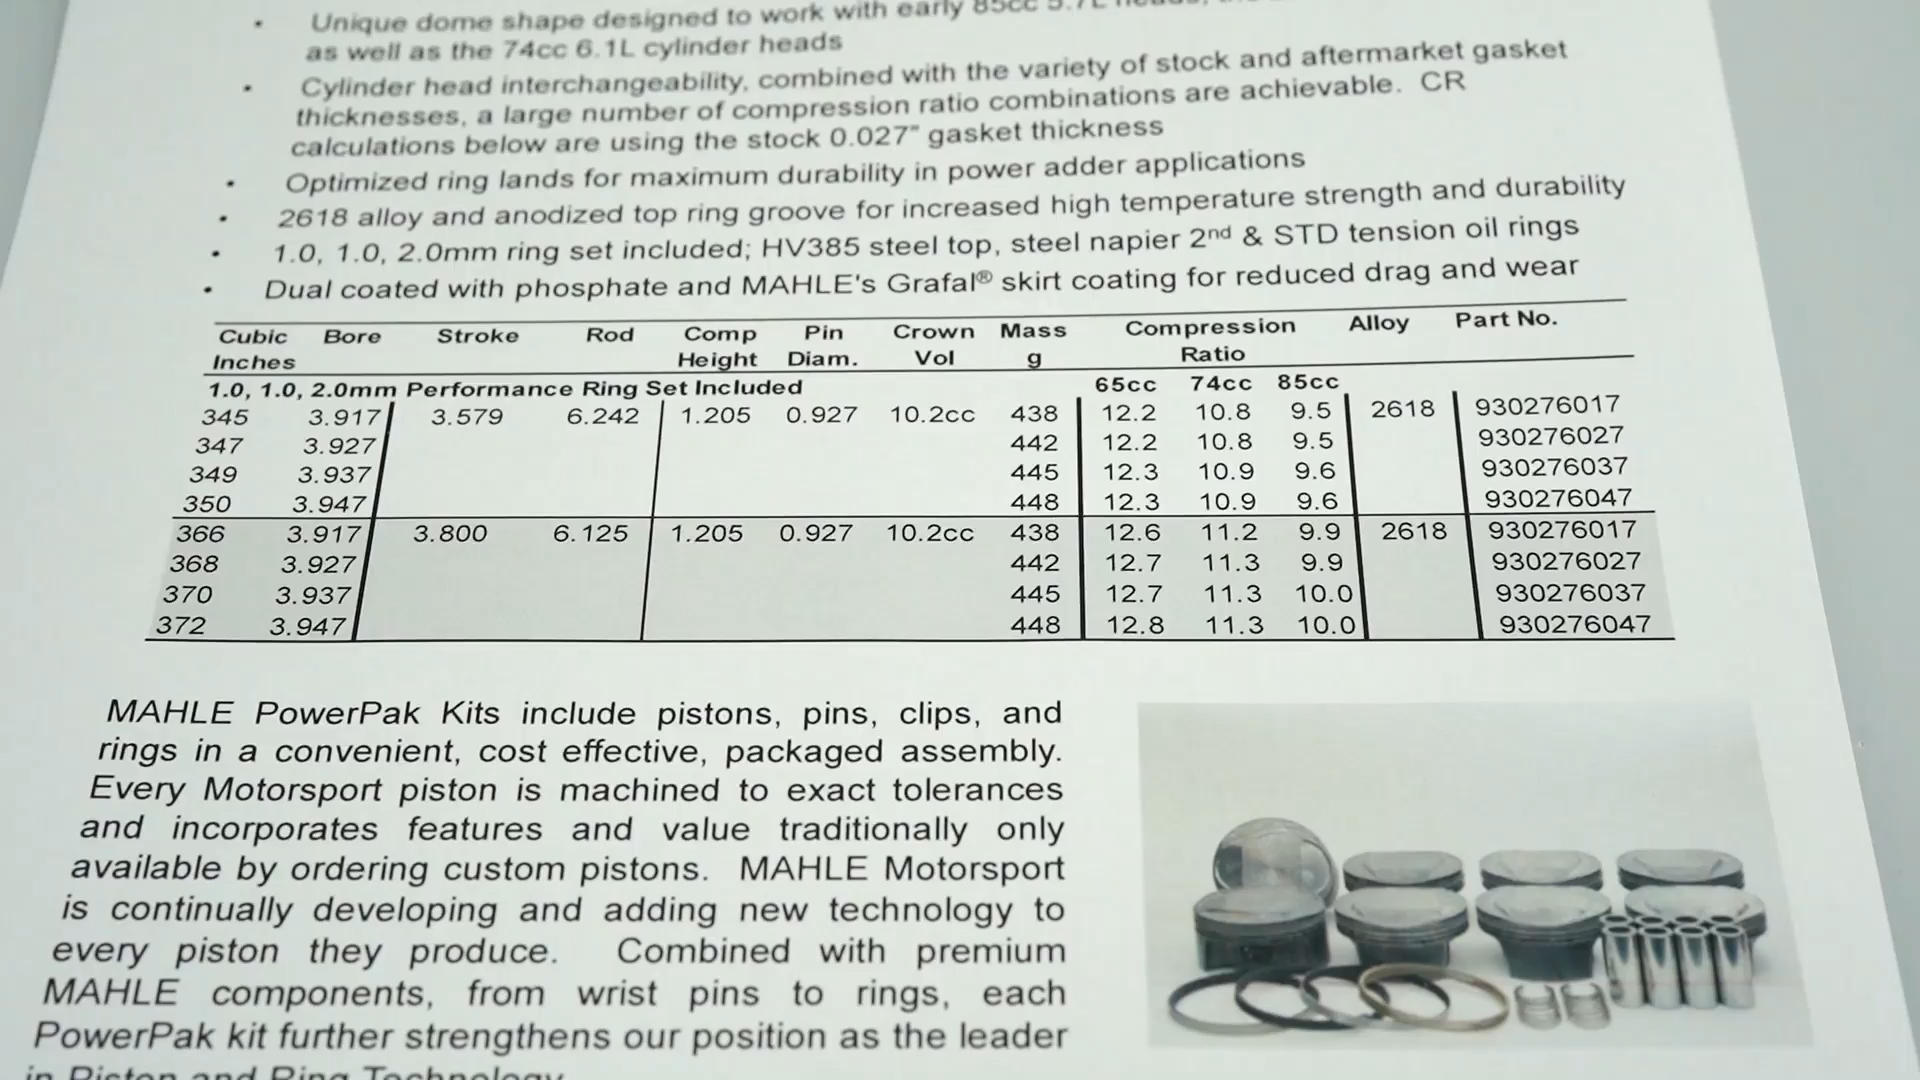 Unique dome shape designed to work with early 85cc 5.7L
as well as the 74cc 6.1L cylinder heads
Cylinder head interchangeability, combined with the variety of stock and aftermarket gasket
thicknesses, a large number of compression ratio combinations are achievable. CR
calculations below are using the stock 0.027" gasket thickness
Optimized ring lands for maximum durability in power adder applications
2618 alloy and anodized top ring groove for increased high temperature strength and durability
1.0, 1.0, 2.0mm ring set included; HV385 steel top, steel napier 2nd & STD tension oil rings
Dual coated with phosphate and MAHLE's Grafal® skirt coating for reduced drag and wear
Cubic Bore Stroke Rod Comp Pin Crown Mass Compression Alloy Part No.
Inches Height Diam. Vol g Ratio
1.0, 1.0, 2.0mm Performance Ring Set Included 65cc 74cc 85cc
345 3.917 3.579 6.242 1.205 0.927 10.2cc 438 12.2 10.8 9.5 2618 930276017
347 3.927 442 12.2 10.8 9.5 930276027
349 3.937 445 12.3 10.9 9.6 930276037
350 3.947 448 12.3 10.9 9.6 930276047
366 3.917 3.800 6.125 1.205 0.927 10.2cc 438 12.6 11.2 9.9 2618 930276017
368 3.927 442 12.7 11.3 9.9 930276027
370 3.937 445 12.7 11.3 10.0 930276037
372 3.947 448 12.8 11.3 10.0 930276047
MAHLE PowerPak Kits include pistons, pins, clips, and
rings in a convenient, cost effective, packaged assembly.
Every Motorsport piston is machined to exact tolerances
and incorporates features and value traditionally only
available by ordering custom pistons. MAHLE Motorsport
is continually developing and adding new technology to
every piston they produce. Combined with premium
MAHLE components, from wrist pins to rings, each
PowerPak kit further strengthens our position as the leader
in Piston and Ring Technology